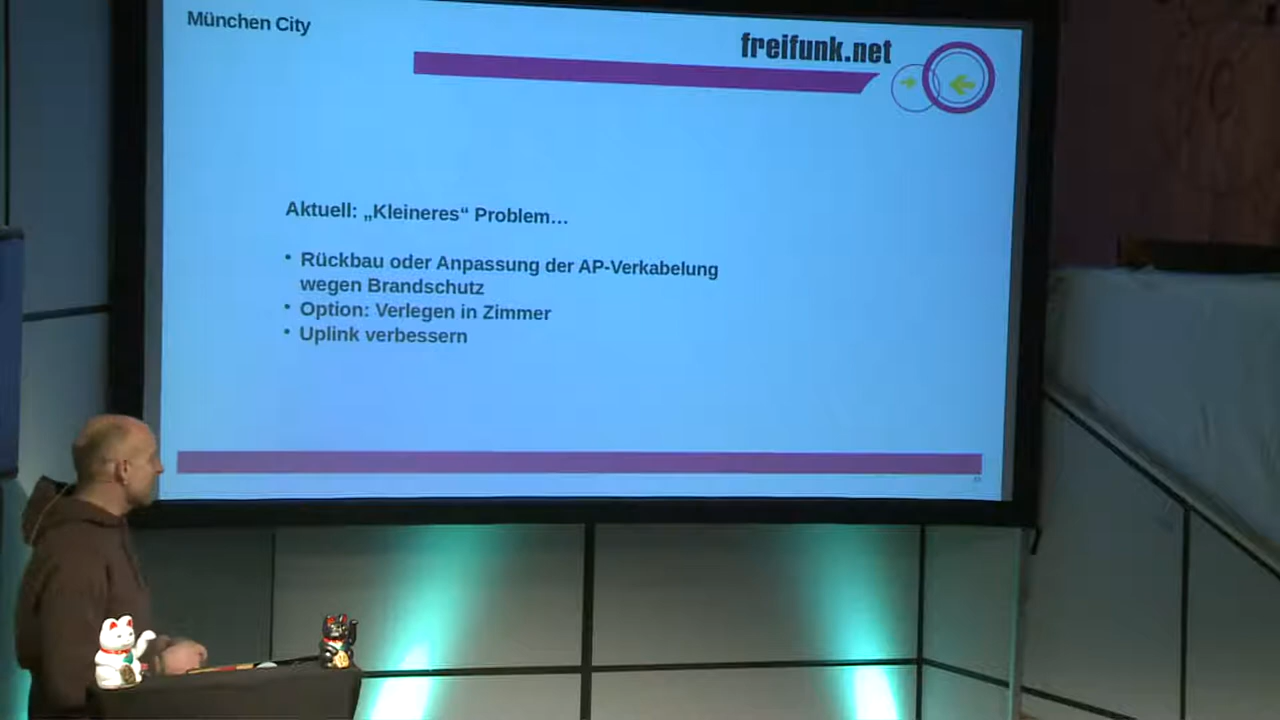 München City
freifunk.net
Aktuell: „Kleineres“ Problem…
• Rückbau oder Anpassung der AP-Verkabelung
wegen Brandschutz
• Option: Verlegen in Zimmer
• Uplink verbessern